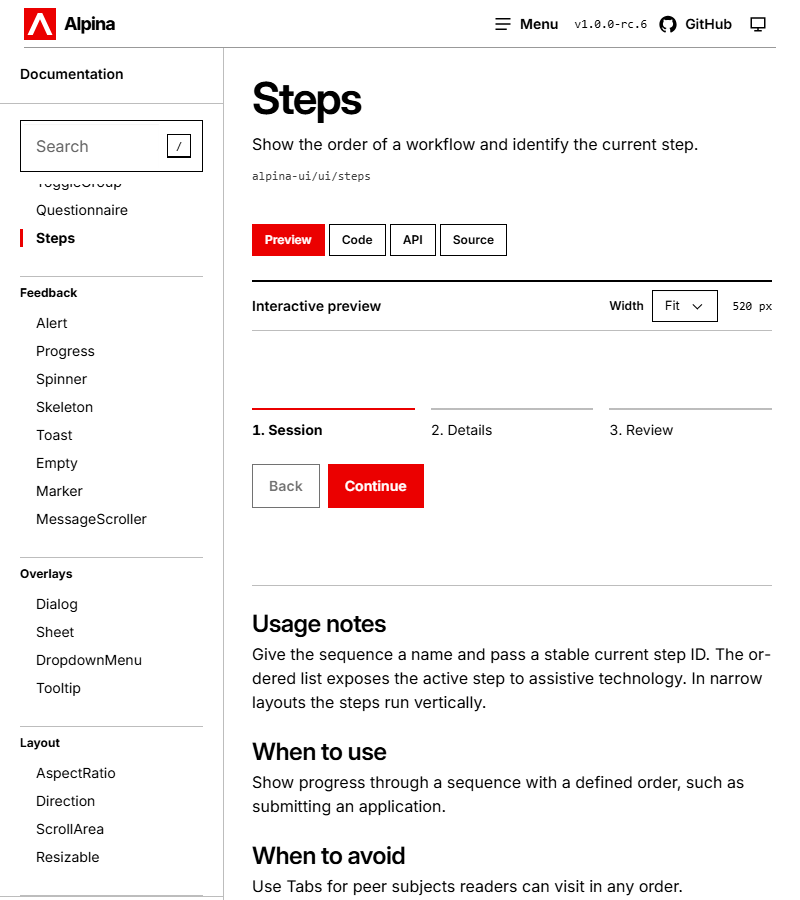 Alpina
Menu
v1.0.0-rc.6
GitHub
Documentation
Search
/
ToggleGroup
Questionnaire
Steps
Feedback
Alert
Progress
Spinner
Skeleton
Toast
Empty
Marker
MessageScroller
Overlays
Dialog
Sheet
DropdownMenu
Tooltip
Layout
AspectRatio
Direction
ScrollArea
Resizable
Steps
Show the order of a workflow and identify the current step.
alpina-ui/ui/steps
Preview
Code
API
Source
Interactive preview
Width
Fit
520 px
1. Session
2. Details
3. Review
Back
Continue
Usage notes
Give the sequence a name and pass a stable current step ID. The or-
dered list exposes the active step to assistive technology. In narrow
layouts the steps run vertically.
When to use
Show progress through a sequence with a defined order, such as
submitting an application.
When to avoid
Use Tabs for peer subjects readers can visit in any order.